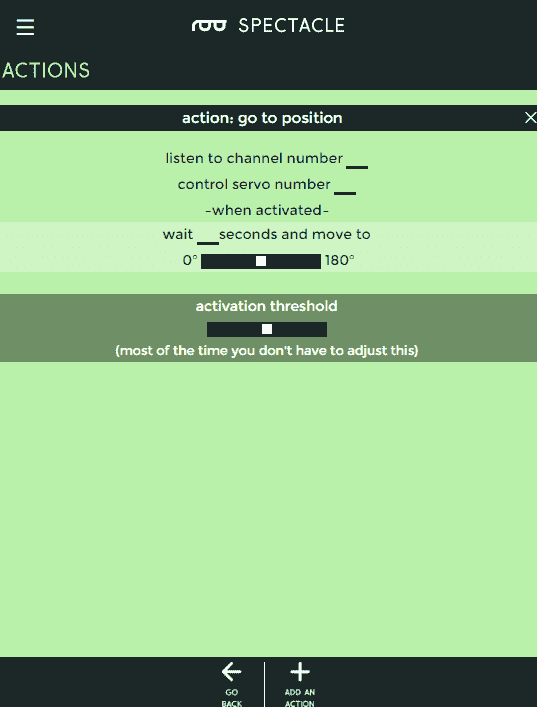 SPECTACLE
ACTIONS
action: go to position
listen to channel number
control servo number
-when activated-
wait __ seconds and move to
0° 180°
activation threshold
(most of the time you don't have to adjust this)
GO
BACK
ADD AN
ACTION